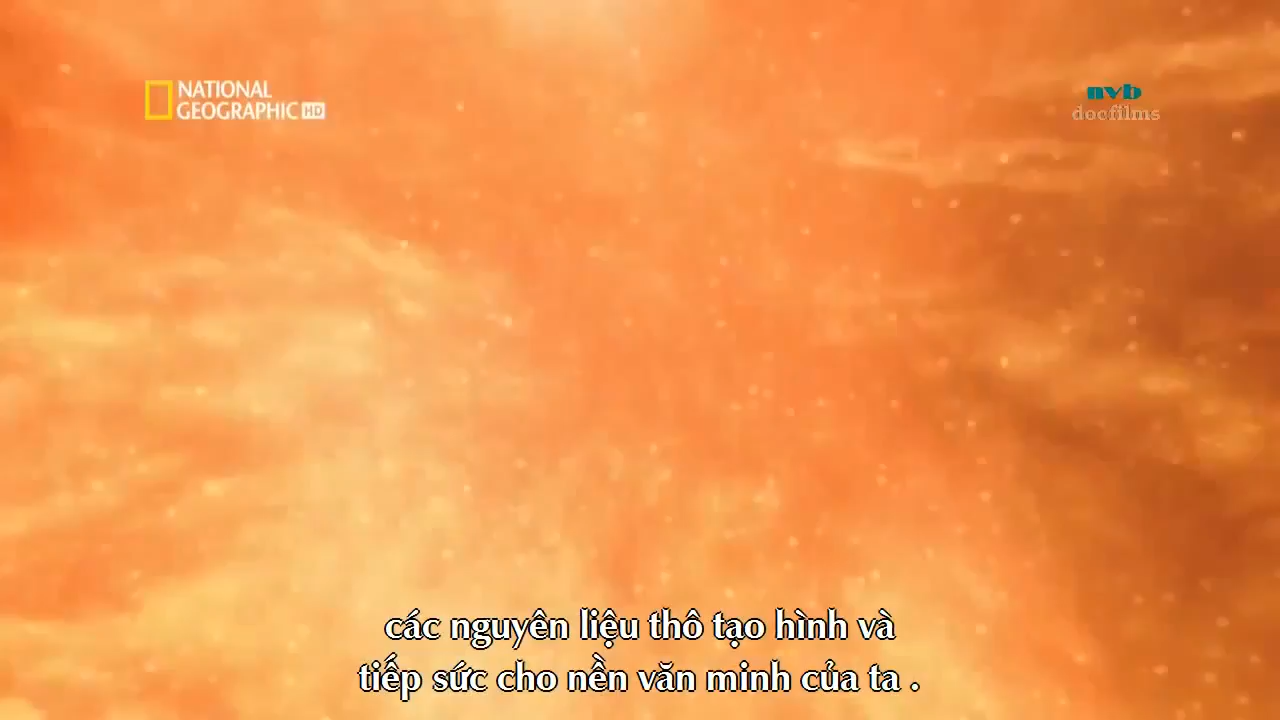 NATIONAL
GEOGRAPHIC HD
nvb
docfilms
các nguyên liệu thô tạo hình và
tiếp sức cho nền văn minh của ta .